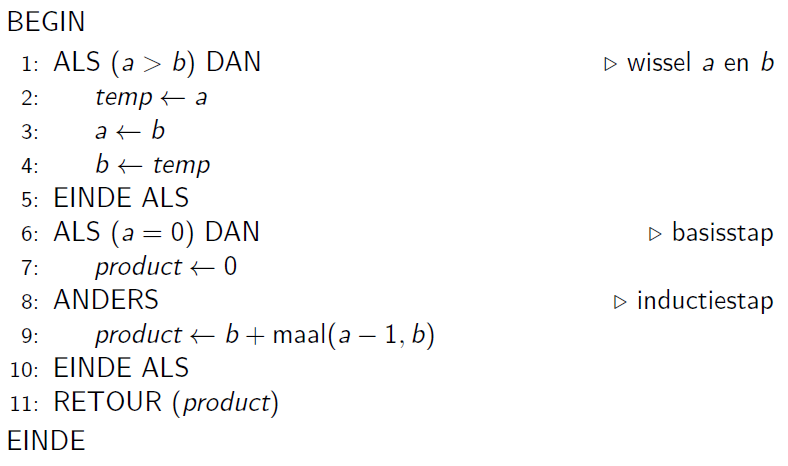 BEGIN
1: ALS (a > b) DAN ▷ wissel a en b
2: temp ← a
3: a ← b
4: b ← temp
5: EINDE ALS
6: ALS (a = 0) DAN ▷ basisstap
7: product ← 0
8: ANDERS ▷ inductiestap
9: product ← b + maal(a − 1, b)
10: EINDE ALS
11: RETOUR (product)
EINDE